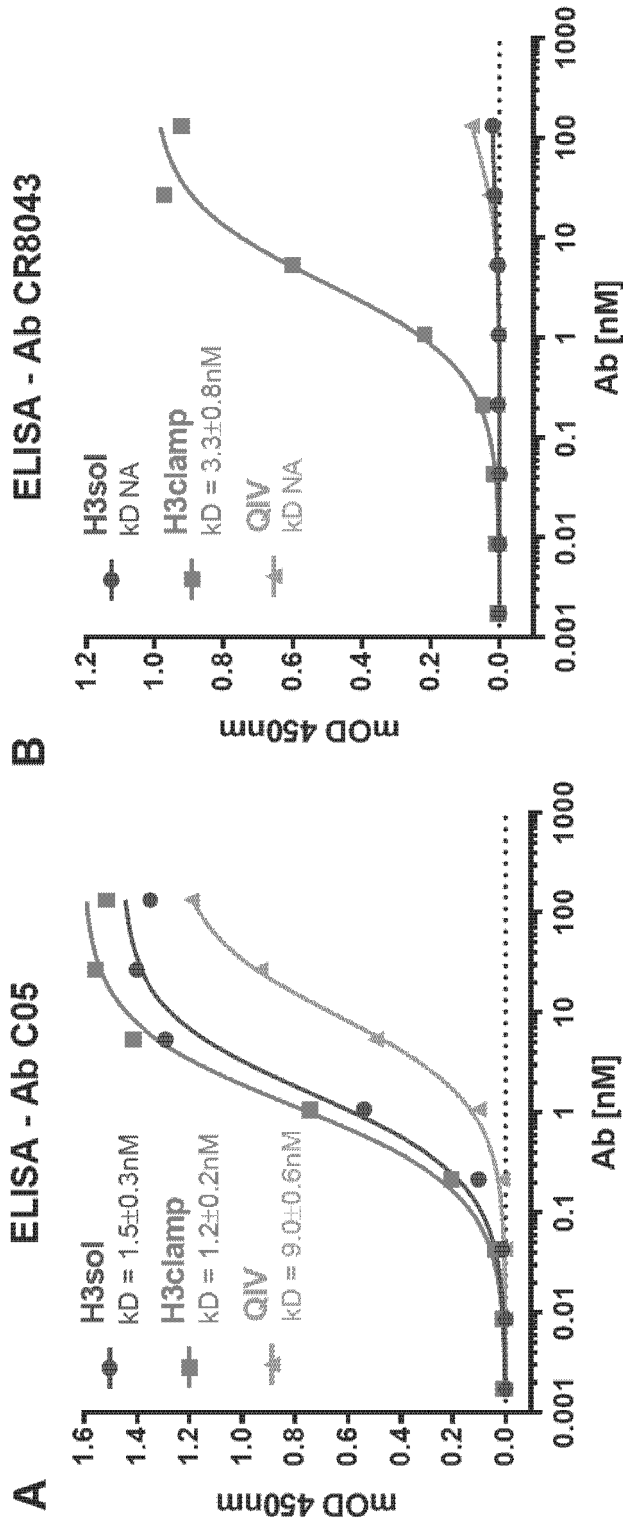 A
ELISA - Ab C05
H3sol
kD = 1.5±0.3nM
H3clamp
kD = 1.2±0.2nM
QIV
kD = 9.0±0.6nM
mOD 450nm
1.6
1.4
1.2
1.0
0.8
0.6
0.4
0.2
0.0
0.001
0.01
0.1
1
10
100
1000
Ab [nM]
B
ELISA - Ab CR8043
H3sol
kD NA
H3clamp
kD = 3.3±0.8nM
QIV
kD NA
mOD 450nm
1.2
1.0
0.8
0.6
0.4
0.2
0.0
0.001
0.01
0.1
1
10
100
1000
Ab [nM]